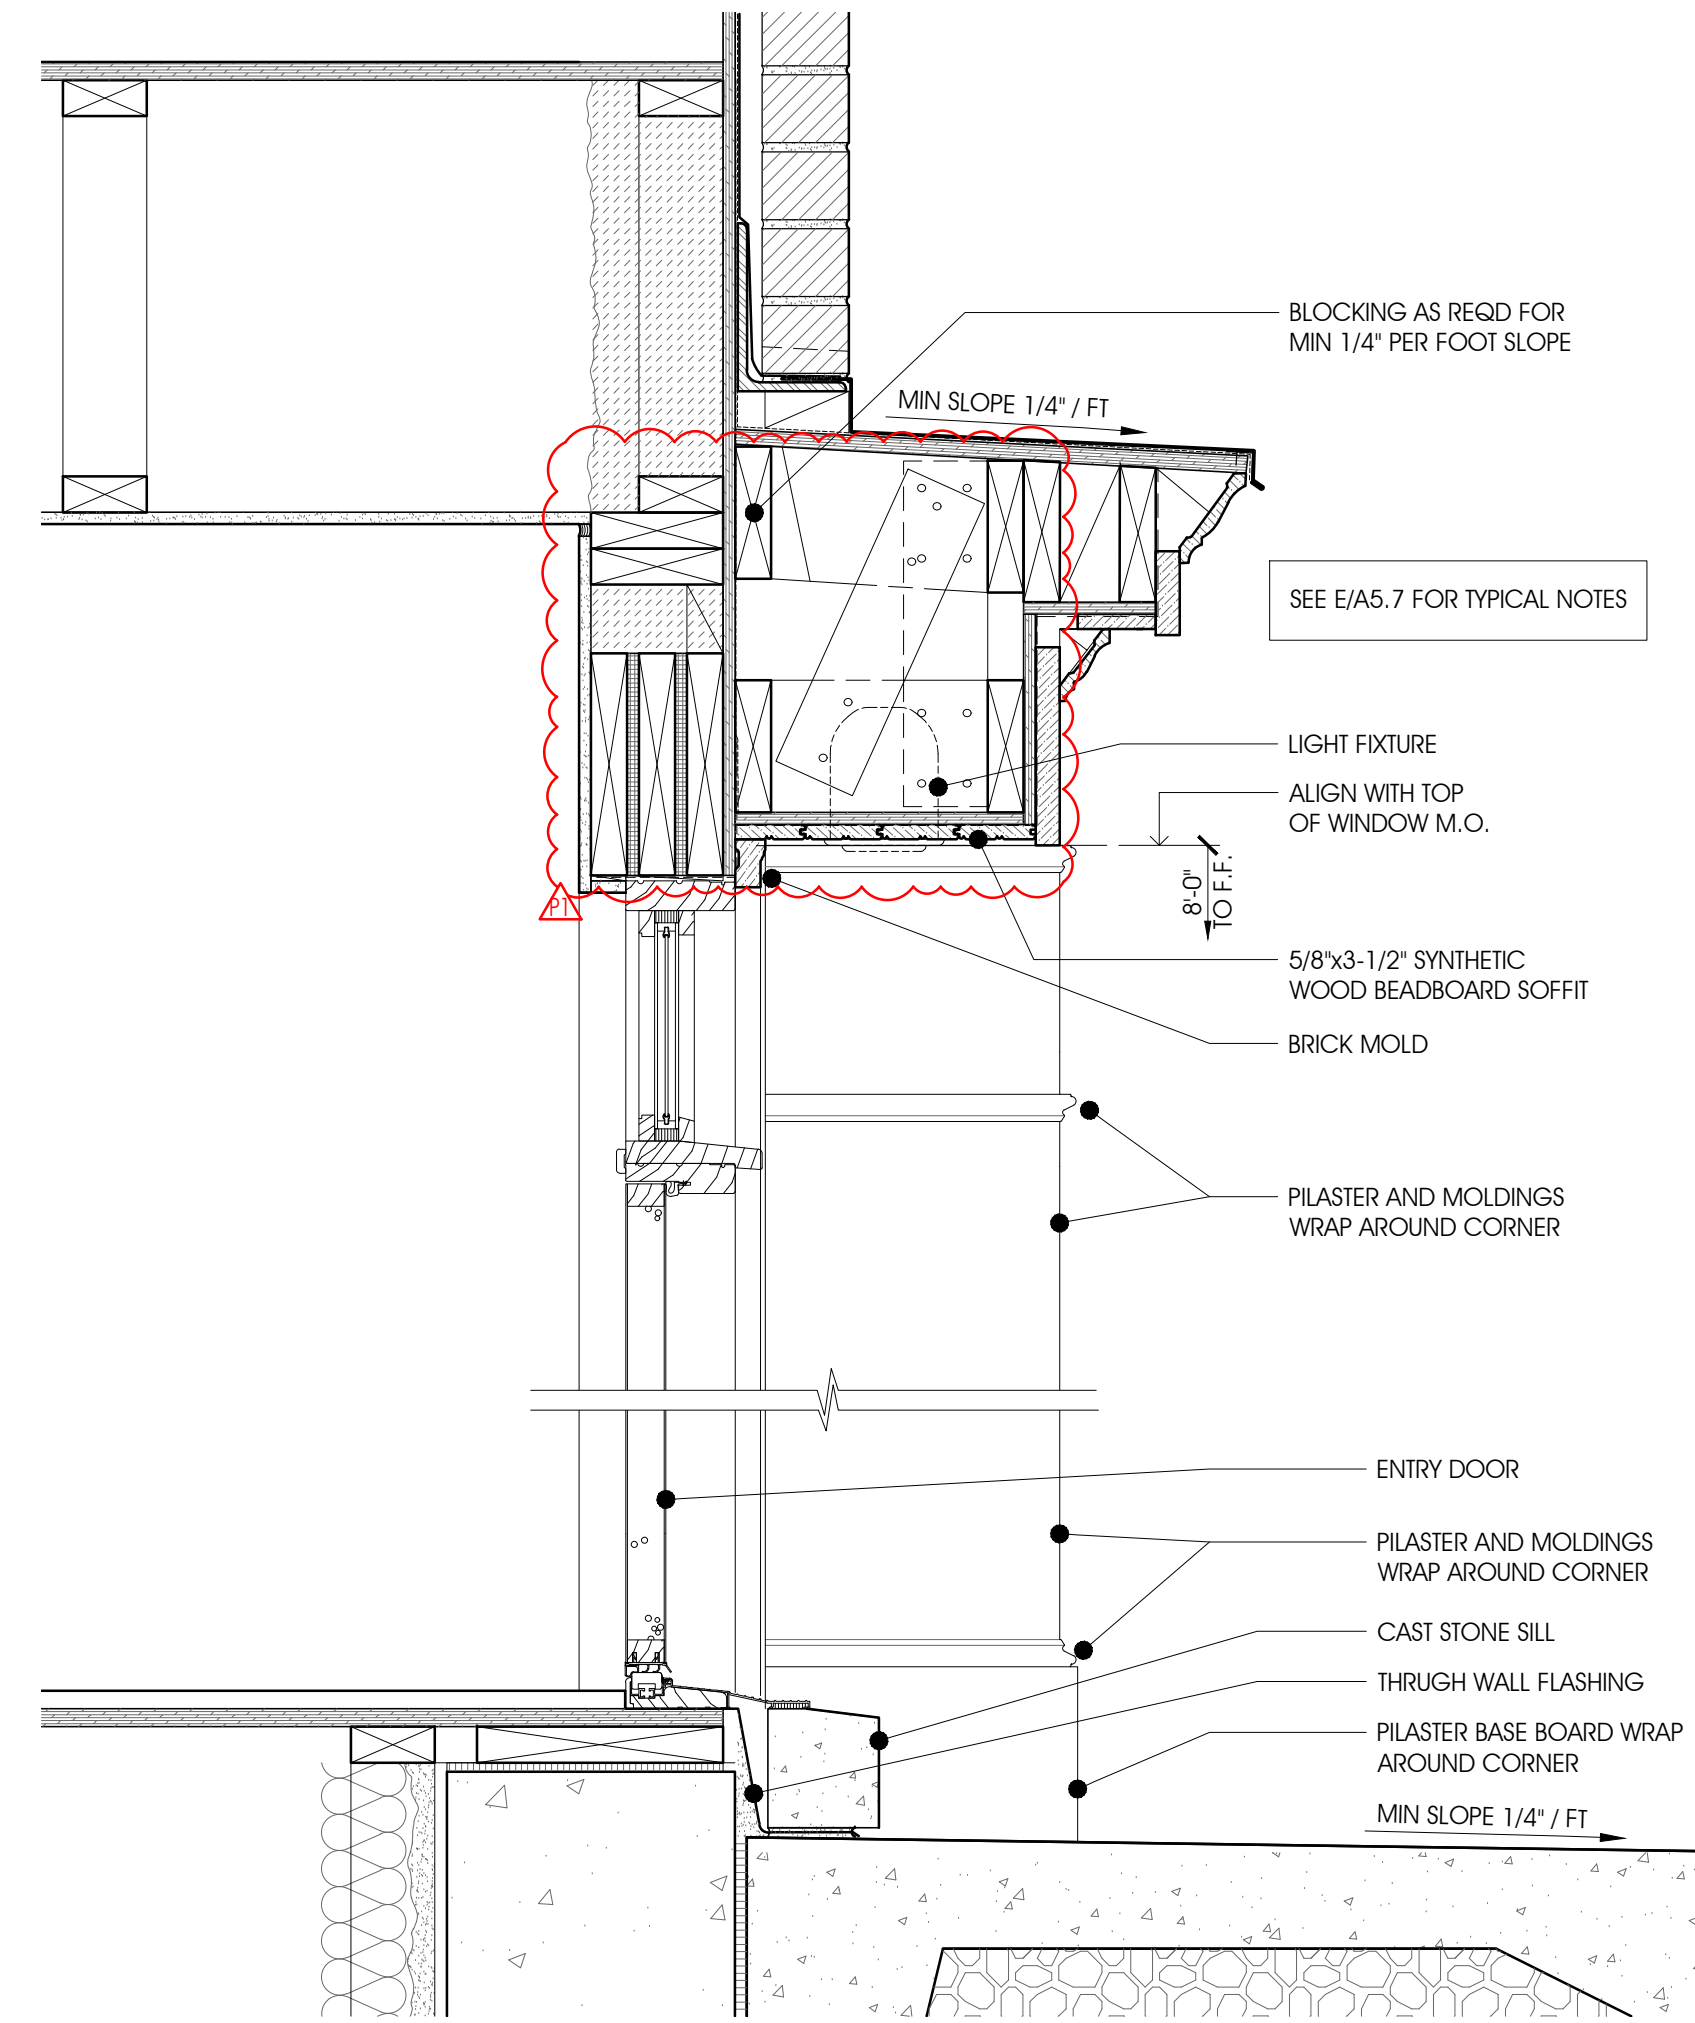 BLOCKING AS REQD FOR
MIN 1/4" PER FOOT SLOPE
MIN SLOPE 1/4" / FT
SEE E/A5.7 FOR TYPICAL NOTES
LIGHT FIXTURE
ALIGN WITH TOP
OF WINDOW M.O.
8'-0"
TO F.F.
P1
5/8"x3-1/2" SYNTHETIC
WOOD BEADBOARD SOFFIT
BRICK MOLD
PILASTER AND MOLDINGS
WRAP AROUND CORNER
ENTRY DOOR
PILASTER AND MOLDINGS
WRAP AROUND CORNER
CAST STONE SILL
THRUGH WALL FLASHING
PILASTER BASE BOARD WRAP
AROUND CORNER
MIN SLOPE 1/4" / FT